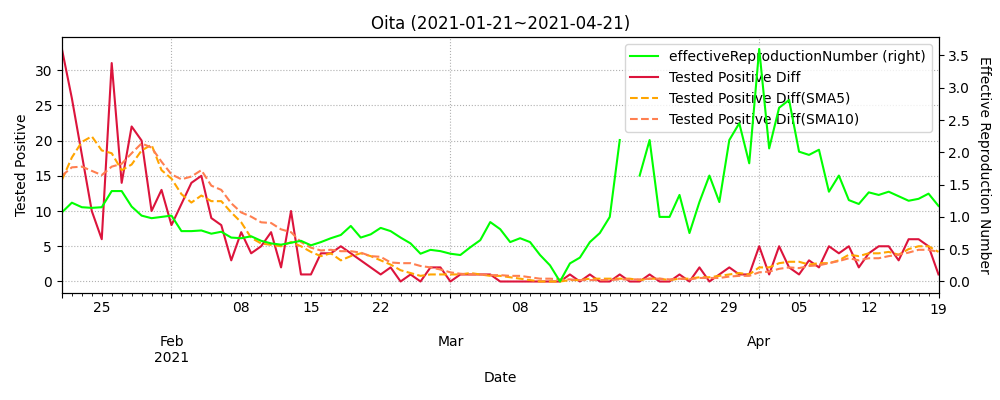 Oita (2021-01-21~2021-04-21)
effectiveReproductionNumber (right)
Tested Positive Diff
Tested Positive Diff(SMA5)
Tested Positive Diff(SMA10)
Tested Positive
30
25
20
15
10
5
0
3.5
3.0
2.5
2.0
1.5
1.0
0.5
0.0
Effective Reproduction Number
25 08 15 22 08 15 22 29 05 12 19
Feb Mar Apr
2021
Date